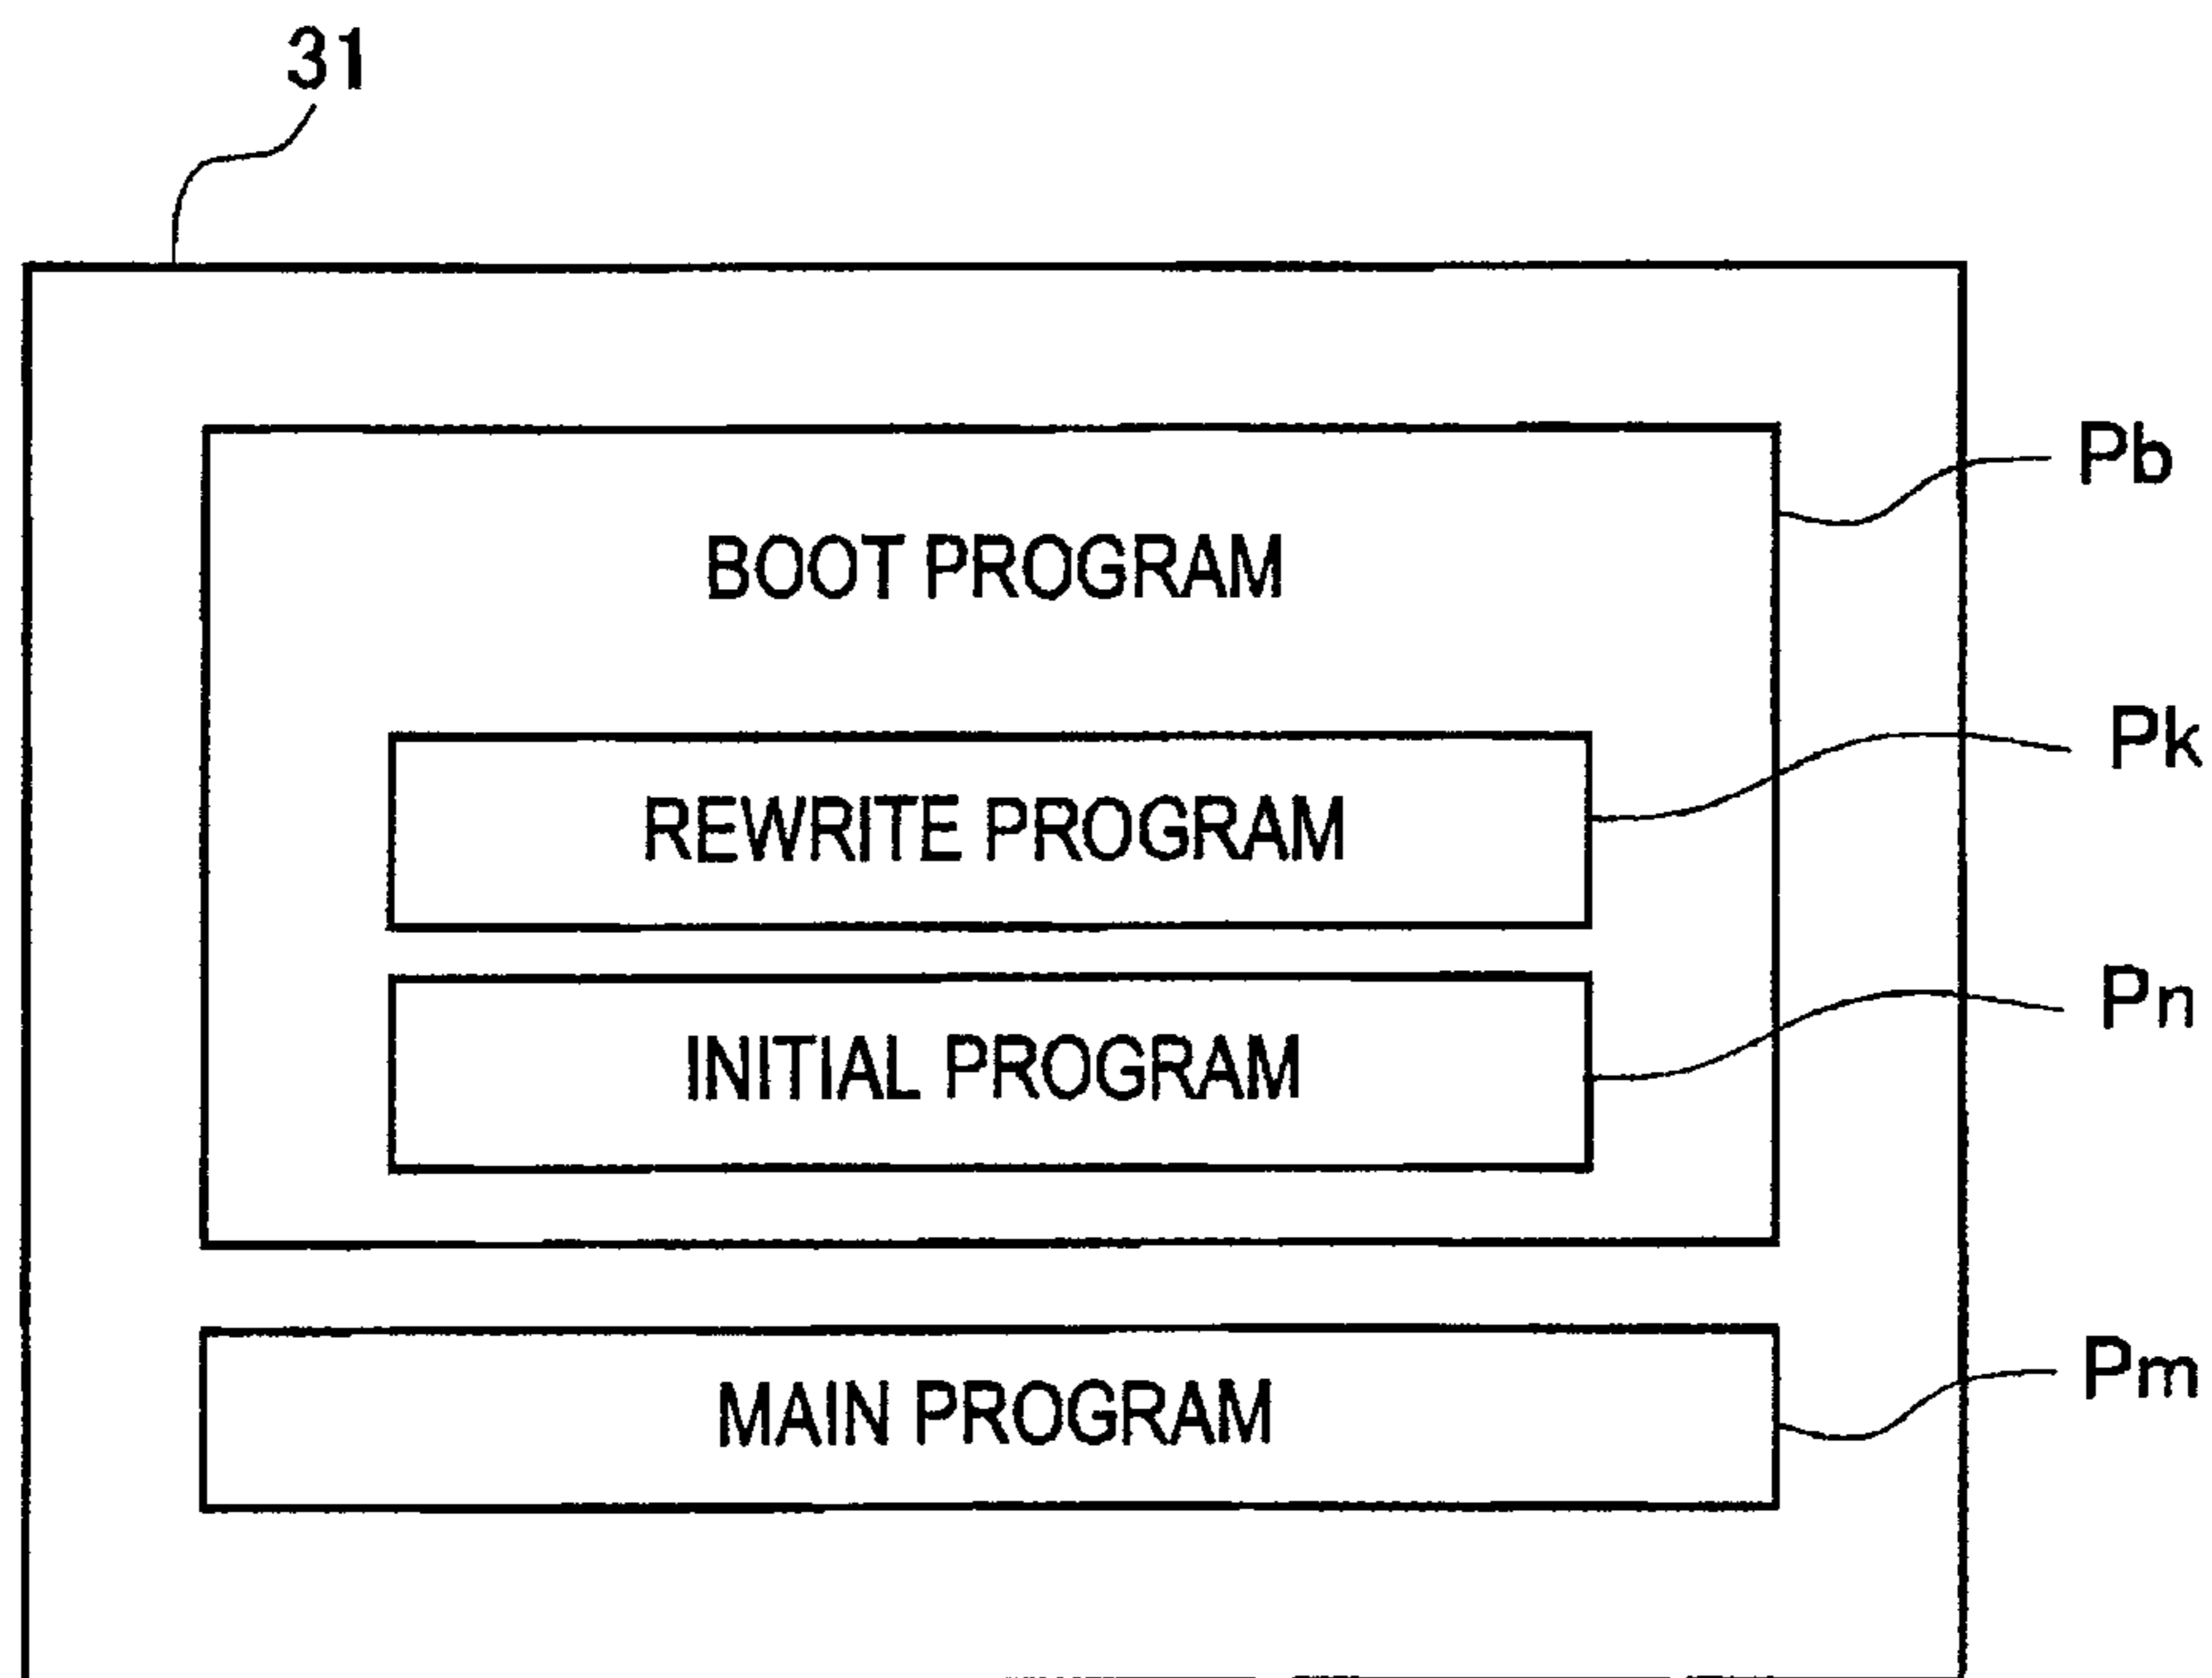 31
Pb
BOOT PROGRAM
Pk
REWRITE PROGRAM
Pn
INITIAL PROGRAM
Pm
MAIN PROGRAM